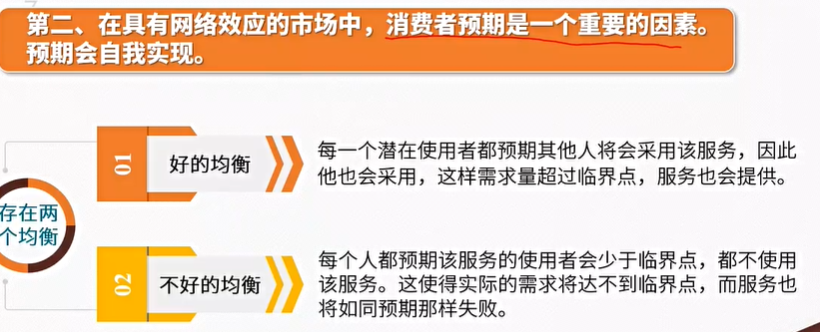 第二、在具有网络效应的市场中，消费者预期是一个重要的因素。
预期会自我实现。
存在两
个均衡
01
好的均衡
每一个潜在使用者都预期其他人将会采用该服务，因此
他也会采用，这样需求量超过临界点，服务也会提供。
02
不好的均衡
每个人都预期该服务的使用者会少于临界点，都不使用
该服务。这使得实际的需求将达不到临界点，而服务也
将如同预期那样失败。